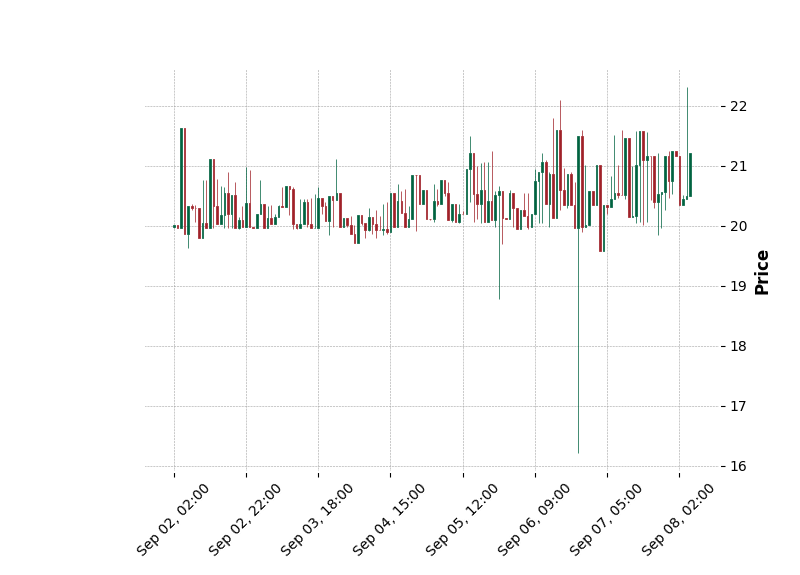 22
21
20
19
18
17
16
Price
Sep 02, 02:00
Sep 02, 22:00
Sep 03, 18:00
Sep 04, 15:00
Sep 05, 12:00
Sep 06, 09:00
Sep 07, 05:00
Sep 08, 02:00